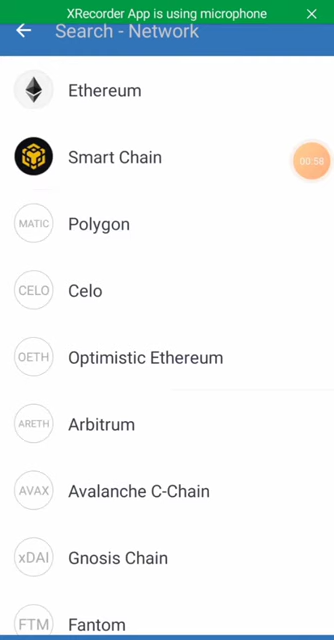 XRecorder App is using microphone
Search - Network
Ethereum
Smart Chain
00:58
MATIC Polygon
CELO Celo
OETH Optimistic Ethereum
ARETH Arbitrum
AVAX Avalanche C-Chain
xDAI Gnosis Chain
FTM Fantom